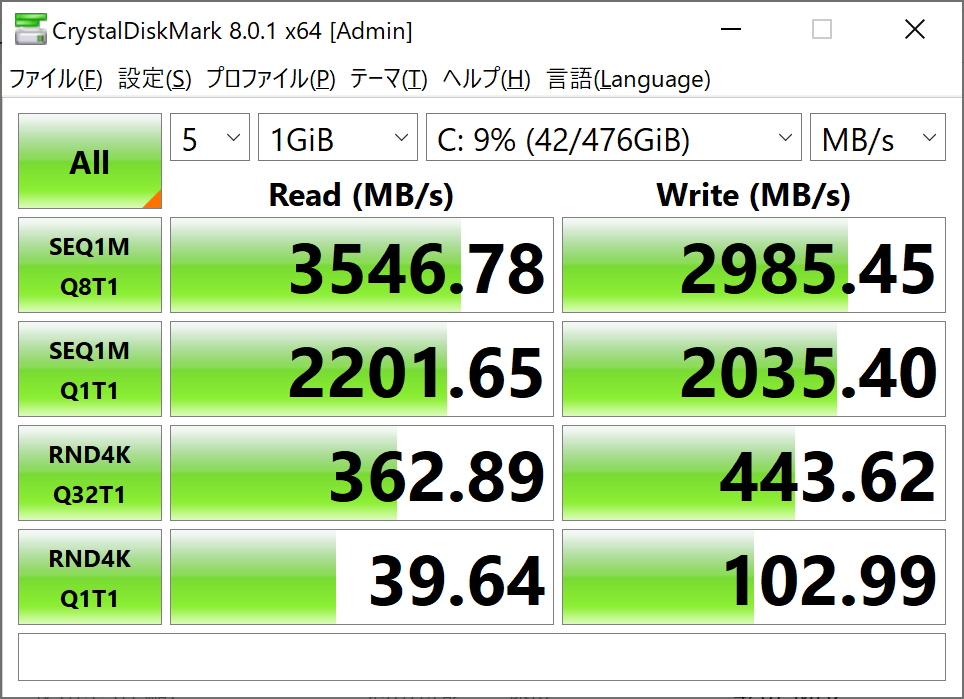 CrystalDiskMark 8.0.1 x64 [Admin]
ファイル(F) 設定(S) プロファイル(P) テーマ(T) ヘルプ(H) 言語(Language)
All 5 1GiB C: 9% (42/476GiB) MB/s
Read (MB/s) Write (MB/s)
SEQ1M
Q8T1 3546.78 2985.45
SEQ1M
Q1T1 2201.65 2035.40
RND4K
Q32T1 362.89 443.62
RND4K
Q1T1 39.64 102.99